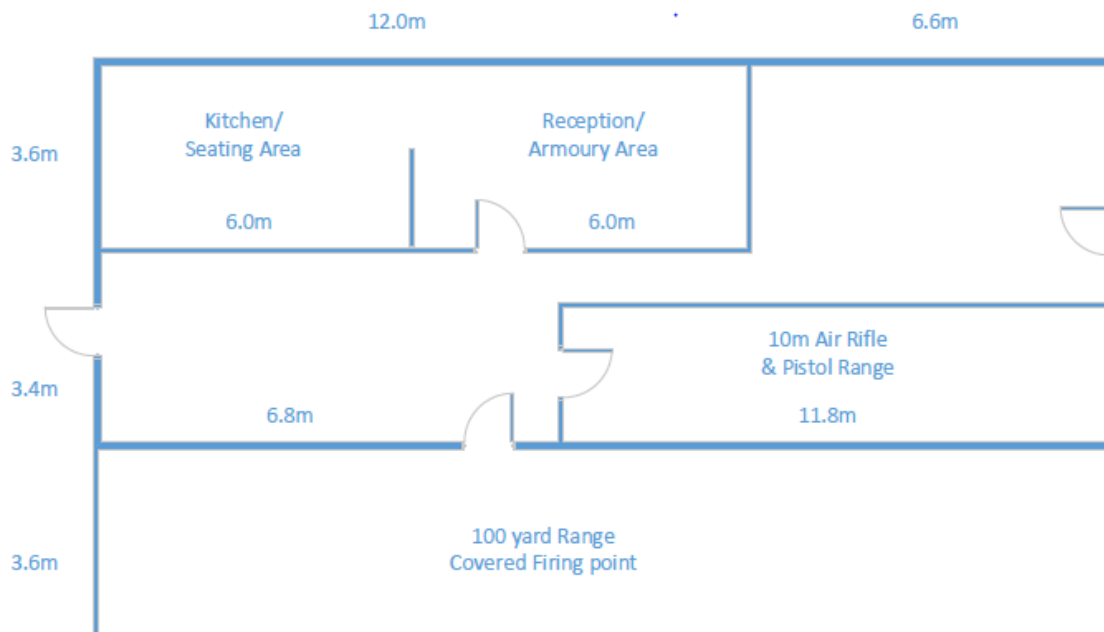 12.0m
6.6m
Kitchen/
Seating Area
Reception/
Armoury Area
3.6m
6.0m
6.0m
10m Air Rifle
& Pistol Range
3.4m
6.8m
11.8m
100 yard Range
Covered Firing point
3.6m